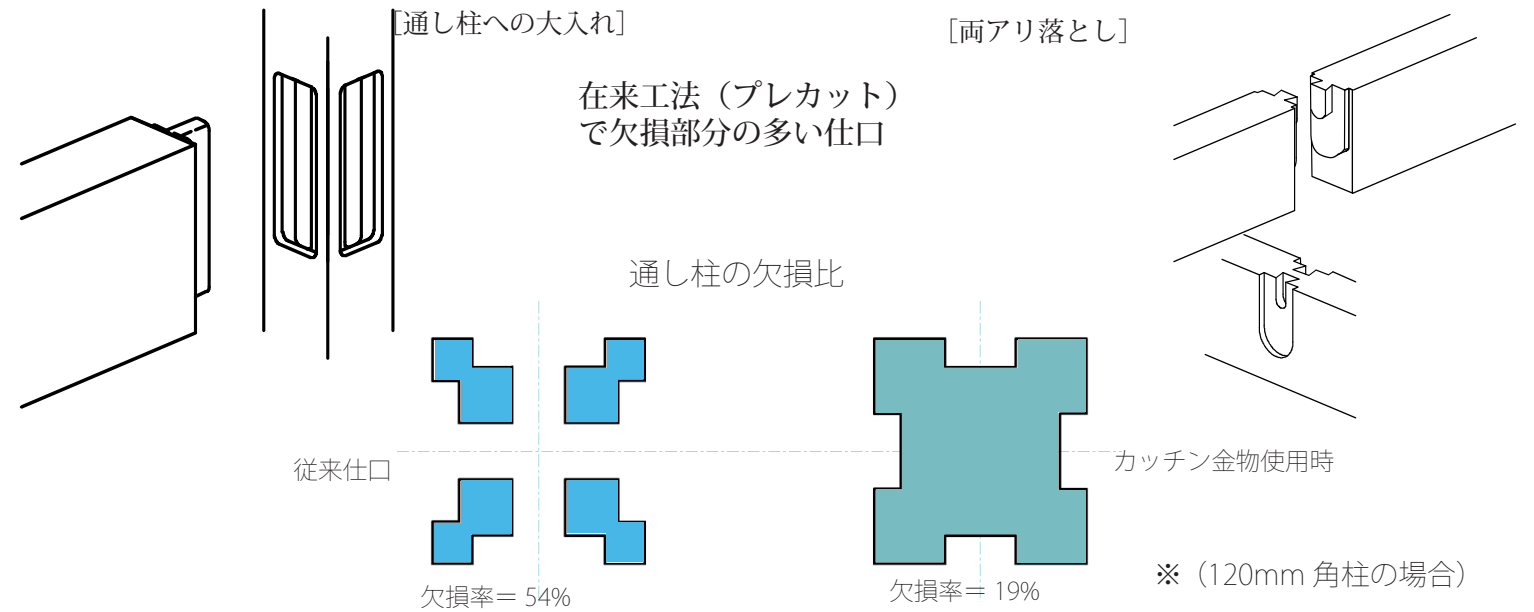 [通し柱への大入れ]
[両アリ落とし]
在来工法（プレカット）
で欠損部分の多い仕口
通し柱の欠損比
従来仕口
カッチン金物使用時
欠損率＝54%
欠損率＝19%
※（120mm 角柱の場合）